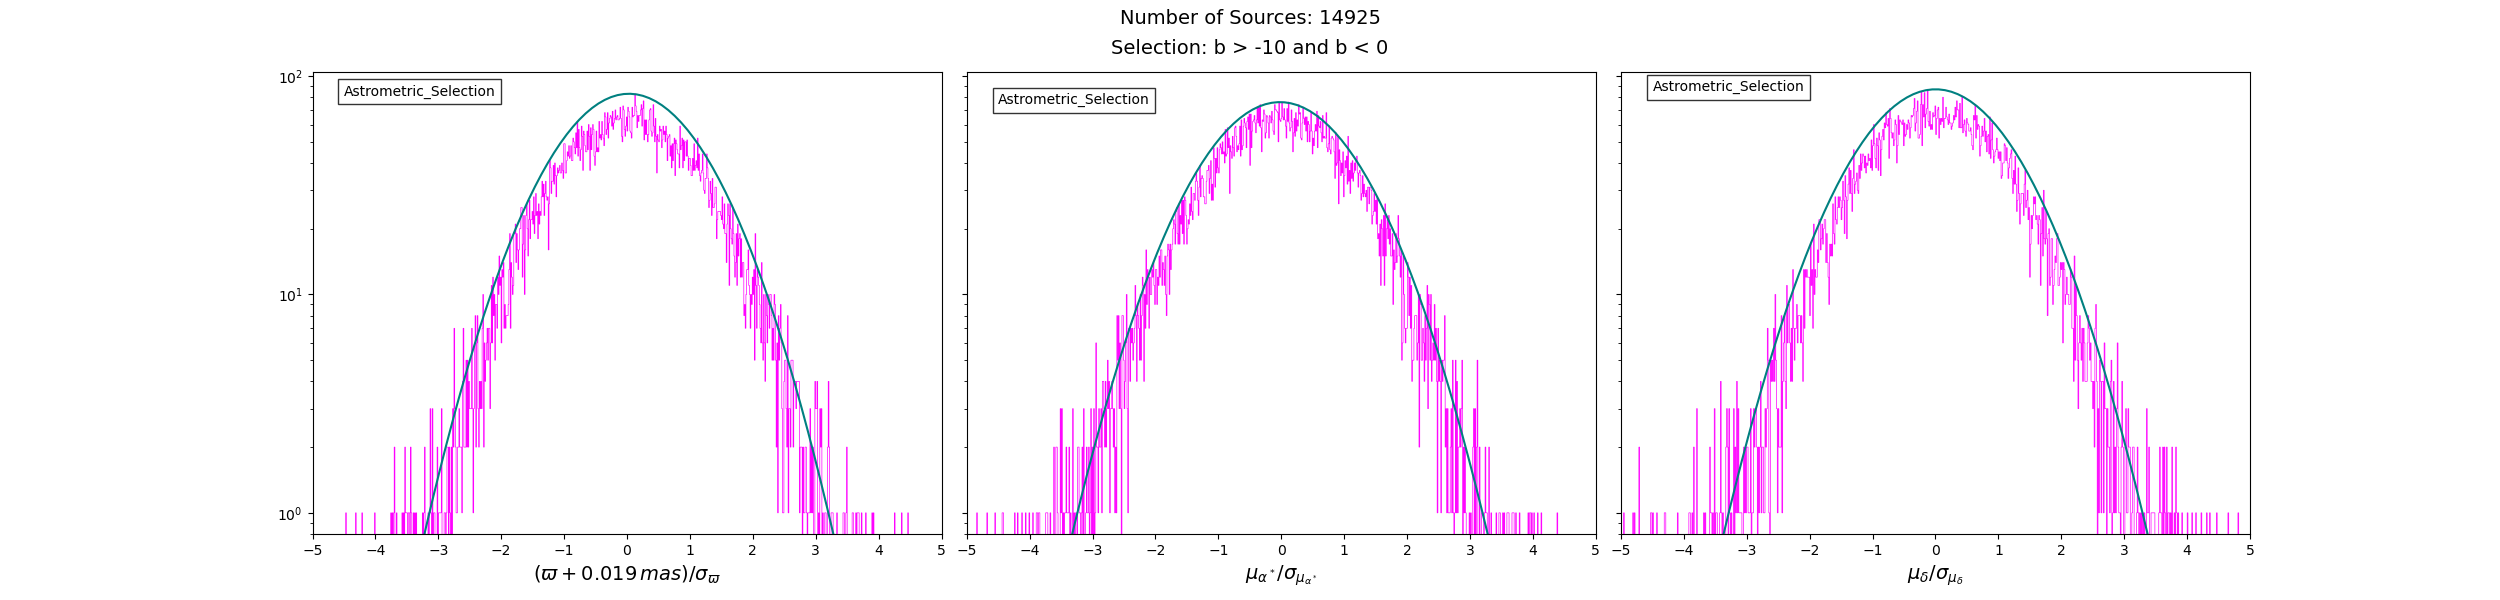 Number of Sources: 14925
Selection: b > -10 and b < 0
Astrometric_Selection
Astrometric_Selection
Astrometric_Selection
10²
10¹
10⁰
−5 −4 −3 −2 −1 0 1 2 3 4 5
−5 −4 −3 −2 −1 0 1 2 3 4 5
−5 −4 −3 −2 −1 0 1 2 3 4 5
(ϖ + 0.019 mas)/σ_ϖ
μ_α*/σ_μ_α*
μ_δ/σ_μ_δ